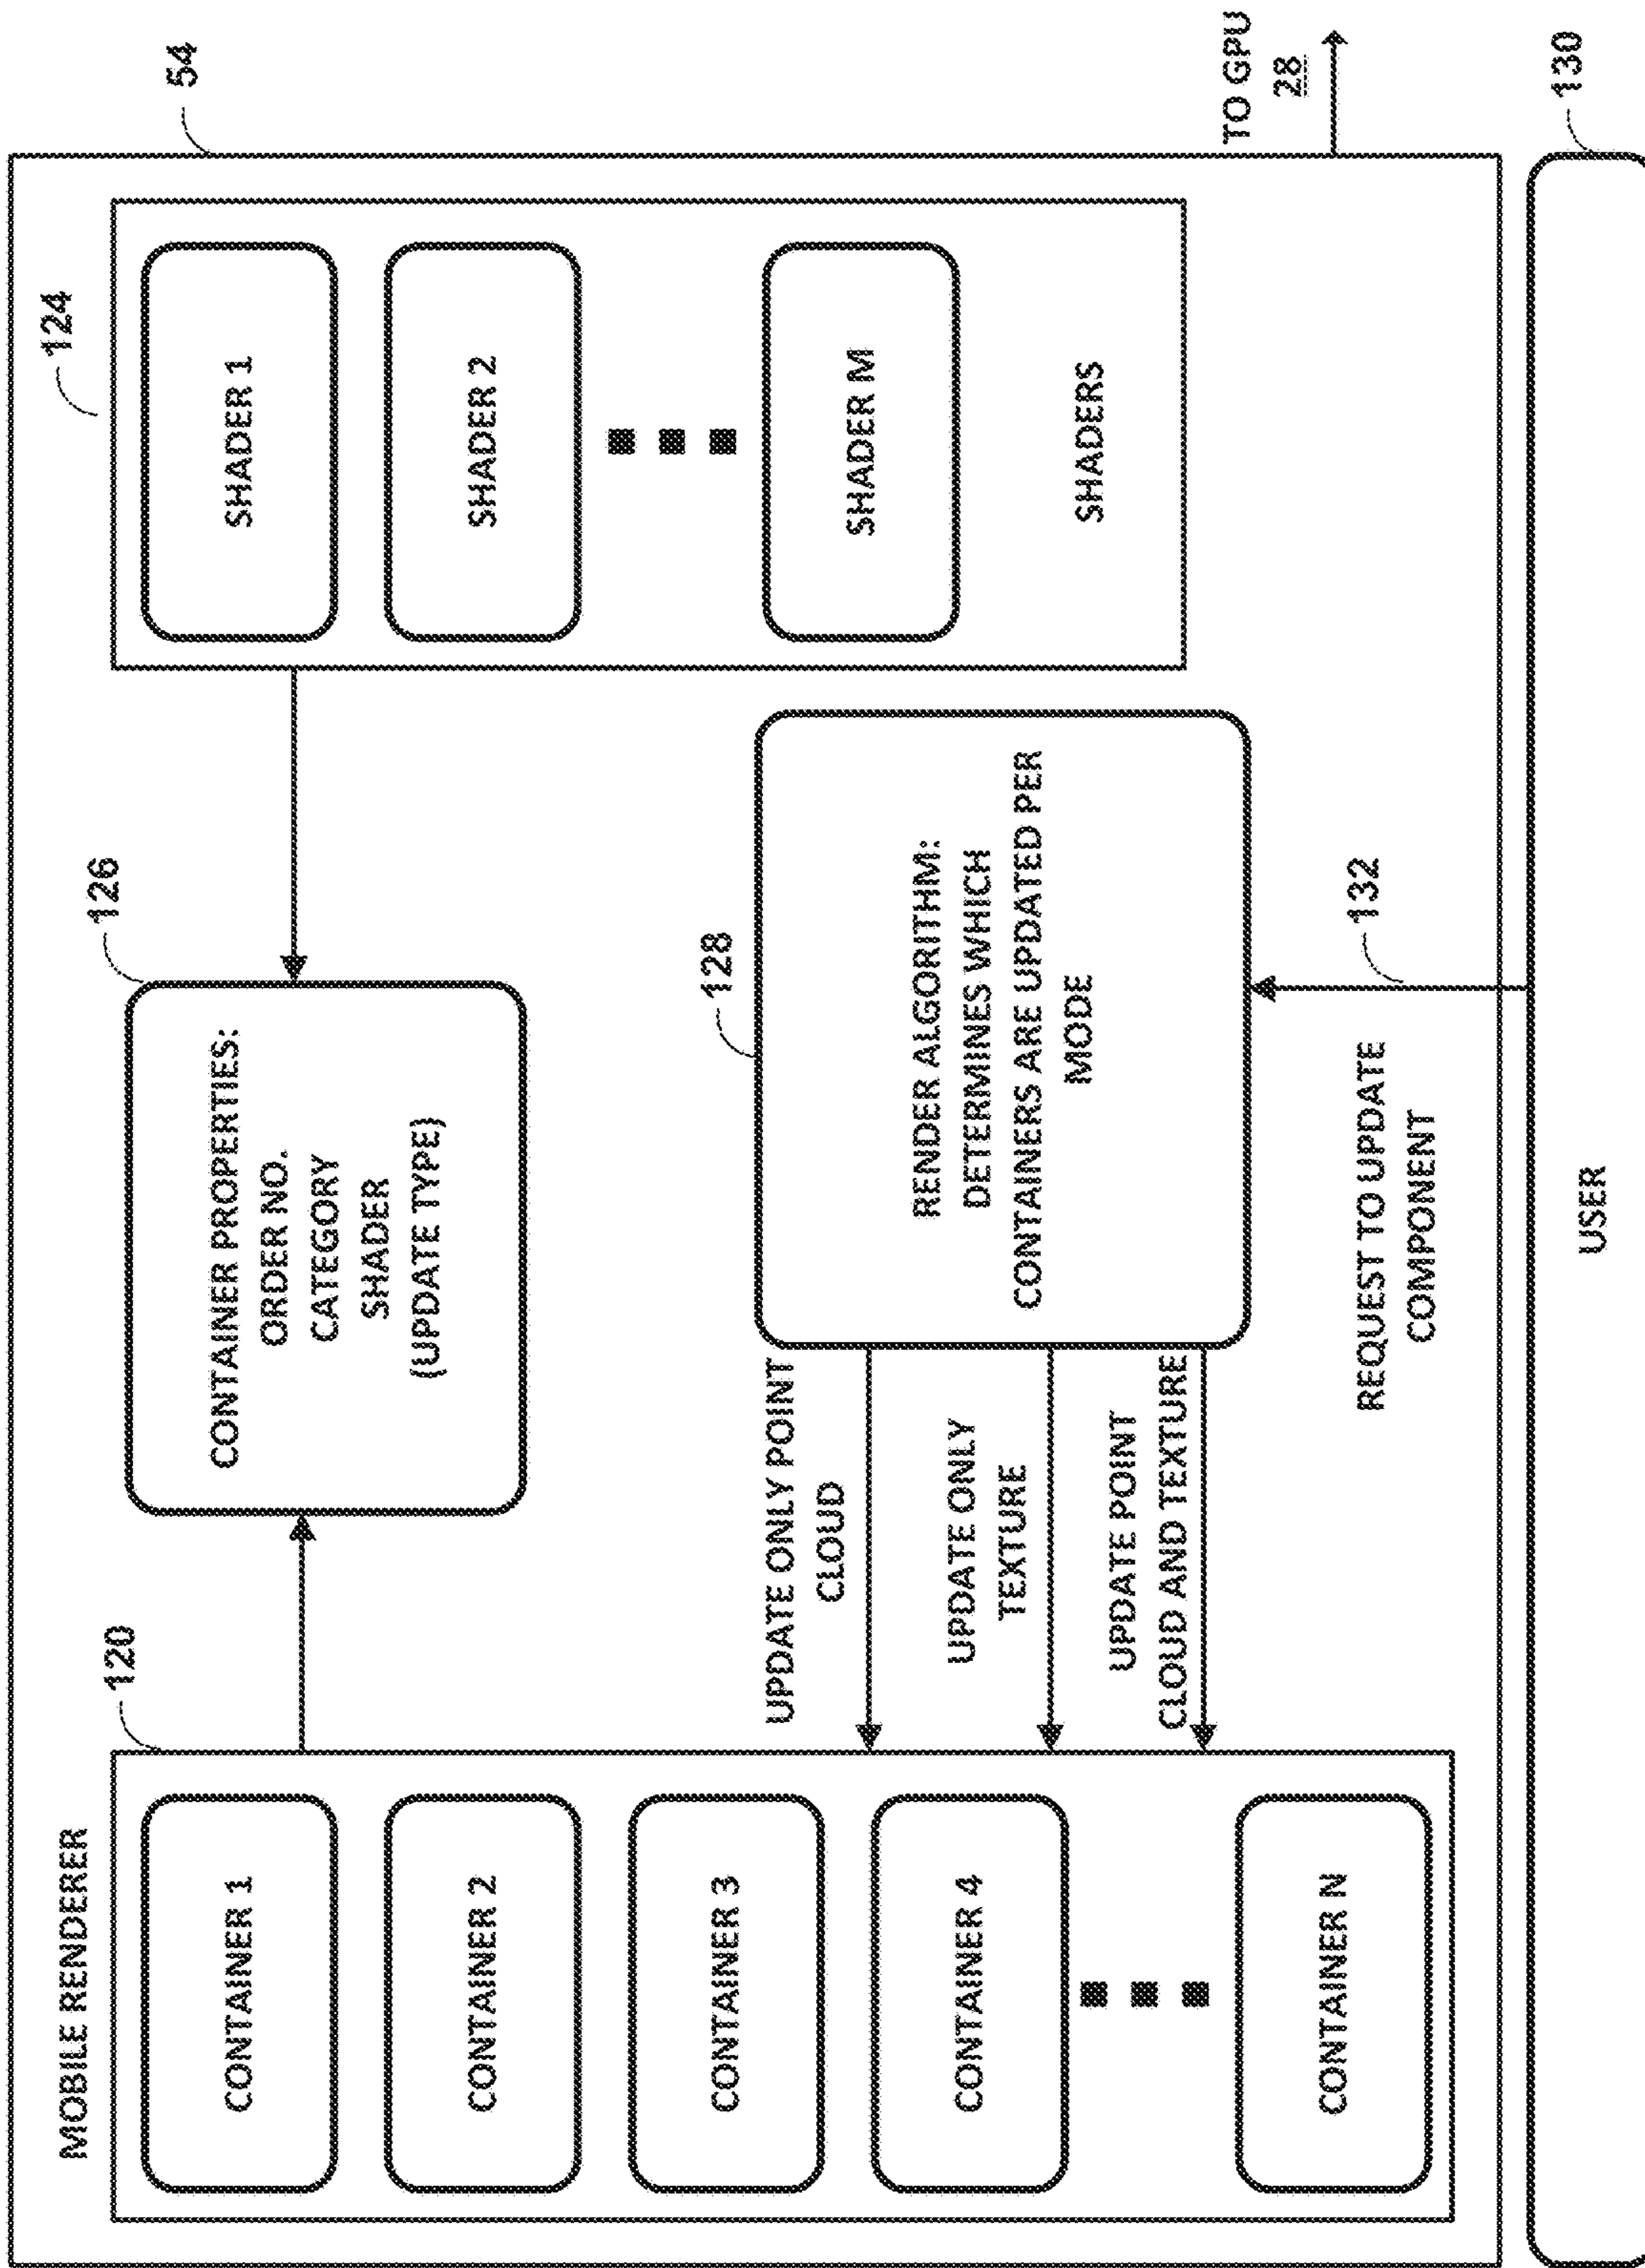 MOBILE RENDERER
54
120
CONTAINER 1
CONTAINER 2
CONTAINER 3
CONTAINER 4
CONTAINER N
126
CONTAINER PROPERTIES:
ORDER NO.
CATEGORY
SHADER
(UPDATE TYPE)
124
SHADER 1
SHADER 2
SHADER M
SHADERS
UPDATE ONLY POINT
CLOUD
UPDATE ONLY
TEXTURE
UPDATE POINT
CLOUD AND TEXTURE
128
RENDER ALGORITHM:
DETERMINES WHICH
CONTAINERS ARE UPDATED PER
MODE
TO GPU
28
REQUEST TO UPDATE
COMPONENT
132
USER
130